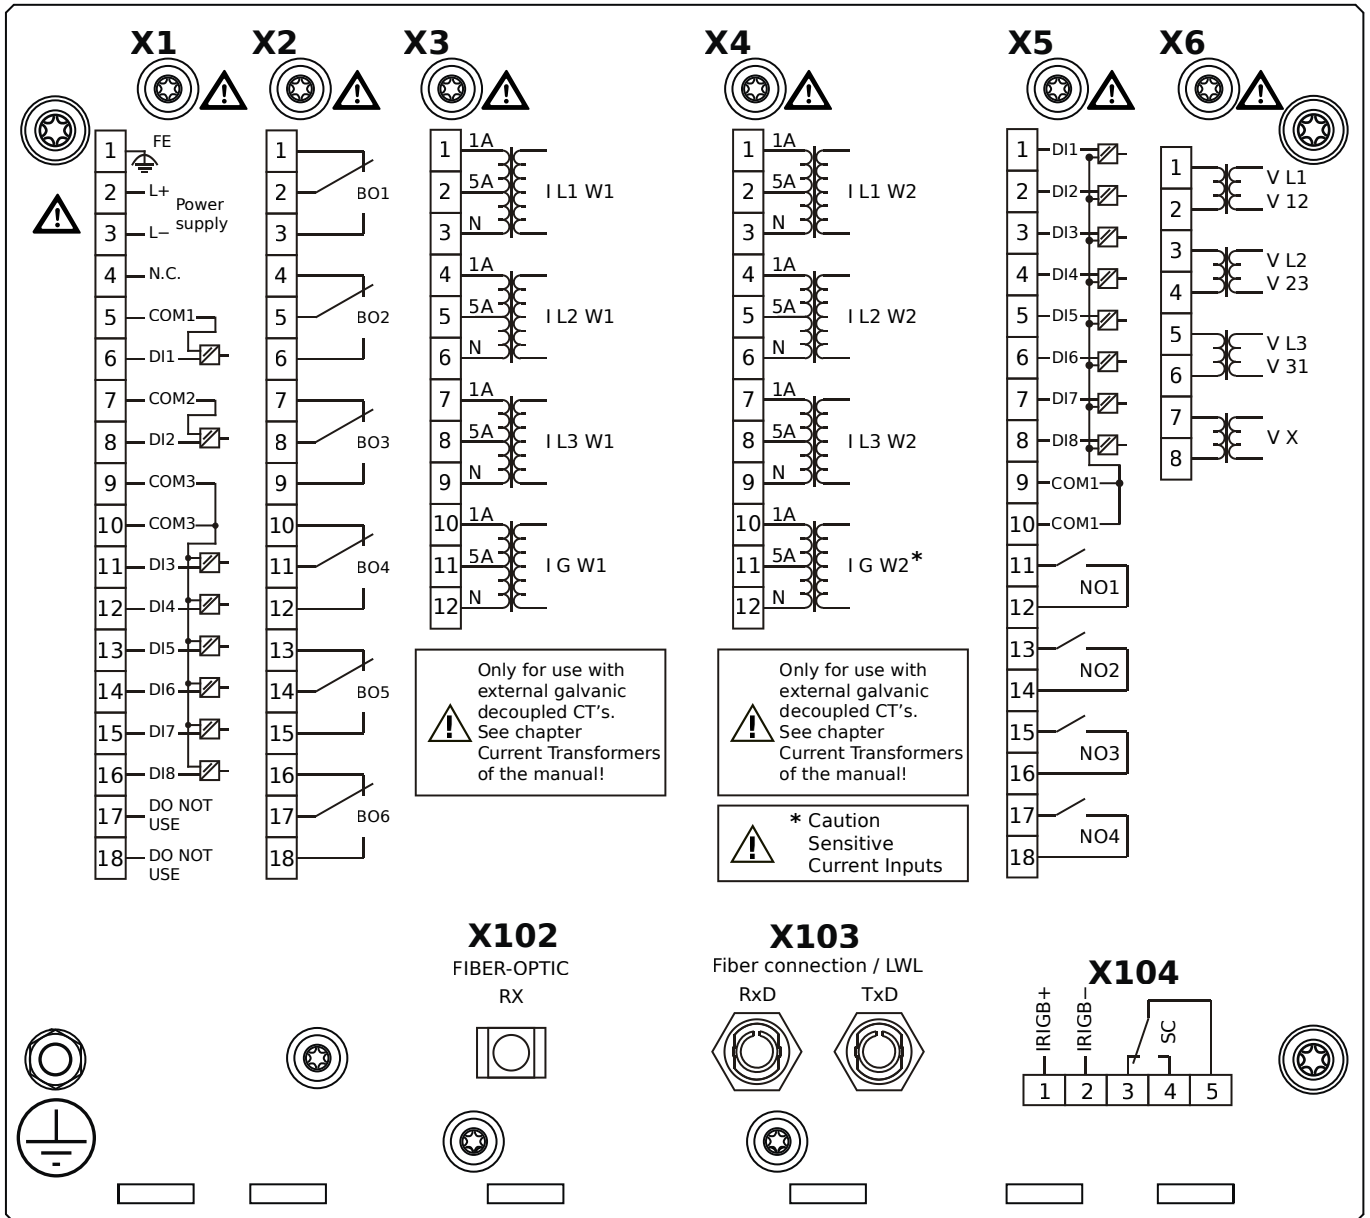 X1
1
FE
2
L+
Power
supply
3
L−
4
N.C.
5
COM1
6
DI1
7
COM2
8
DI2
9
COM3
10
COM3
11
DI3
12
DI4
13
DI5
14
DI6
15
DI7
16
DI8
17
DO NOT
USE
18
DO NOT
USE
X2
1
2
BO1
3
4
5
BO2
6
7
8
BO3
9
10
11
BO4
12
13
14
BO5
15
16
17
BO6
18
X3
1
1A
2
5A
I L1 W1
3
N
4
1A
5
5A
I L2 W1
6
N
7
1A
8
5A
I L3 W1
9
N
10
1A
11
5A
I G W1
12
N
Only for use with
external galvanic
decoupled CT's.
See chapter
Current Transformers
of the manual!
X4
1
1A
2
5A
I L1 W2
3
N
4
1A
5
5A
I L2 W2
6
N
7
1A
8
5A
I L3 W2
9
N
10
1A
11
5A
I G W2*
12
N
Only for use with
external galvanic
decoupled CT's.
See chapter
Current Transformers
of the manual!
* Caution
Sensitive
Current Inputs
X5
1
DI1
2
DI2
3
DI3
4
DI4
5
DI5
6
DI6
7
DI7
8
DI8
9
COM1
10
COM1
11
NO1
12
13
NO2
14
15
NO3
16
17
NO4
18
X6
1
V L1
2
V 12
3
V L2
4
V 23
5
V L3
6
V 31
7
V X
8
X102
FIBER-OPTIC
RX
X103
Fiber connection / LWL
RxD TxD
X104
IRIGB+
IRIGB−
SC
1 2 3 4 5